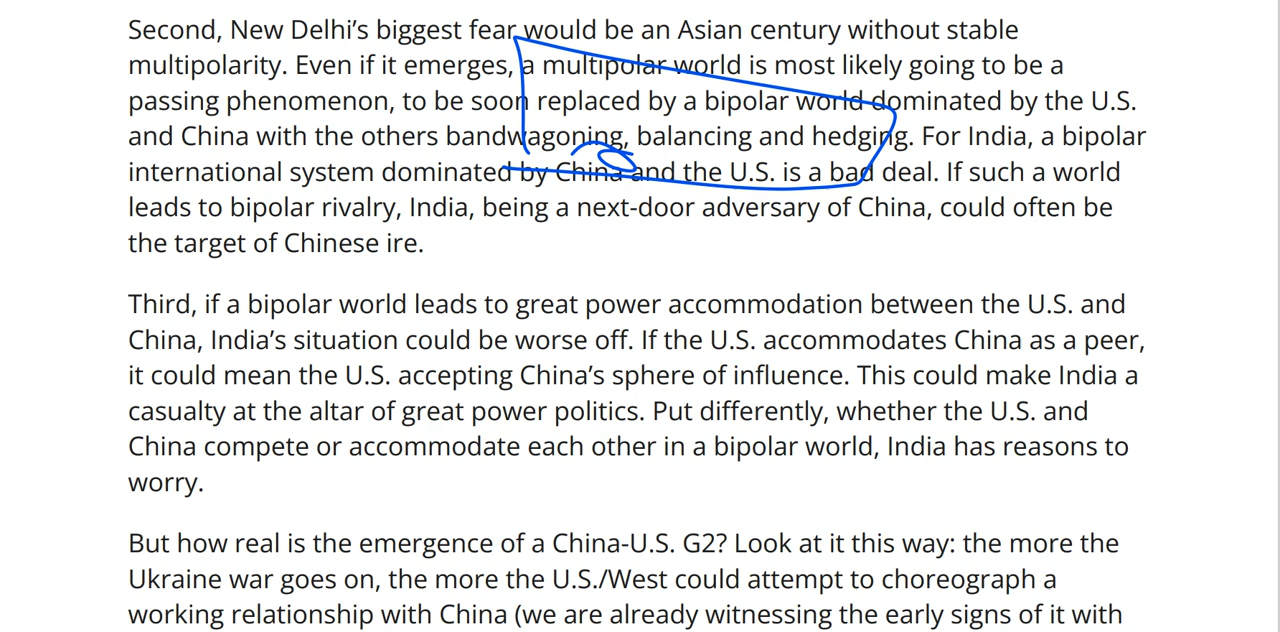 Second, New Delhi’s biggest fear would be an Asian century without stable
multipolarity. Even if it emerges, a multipolar world is most likely going to be a
passing phenomenon, to be soon replaced by a bipolar world dominated by the U.S.
and China with the others bandwagoning, balancing and hedging. For India, a bipolar
international system dominated by China and the U.S. is a bad deal. If such a world
leads to bipolar rivalry, India, being a next-door adversary of China, could often be
the target of Chinese ire.
Third, if a bipolar world leads to great power accommodation between the U.S. and
China, India’s situation could be worse off. If the U.S. accommodates China as a peer,
it could mean the U.S. accepting China’s sphere of influence. This could make India a
casualty at the altar of great power politics. Put differently, whether the U.S. and
China compete or accommodate each other in a bipolar world, India has reasons to
worry.
But how real is the emergence of a China-U.S. G2? Look at it this way: the more the
Ukraine war goes on, the more the U.S./West could attempt to choreograph a
working relationship with China (we are already witnessing the early signs of it with